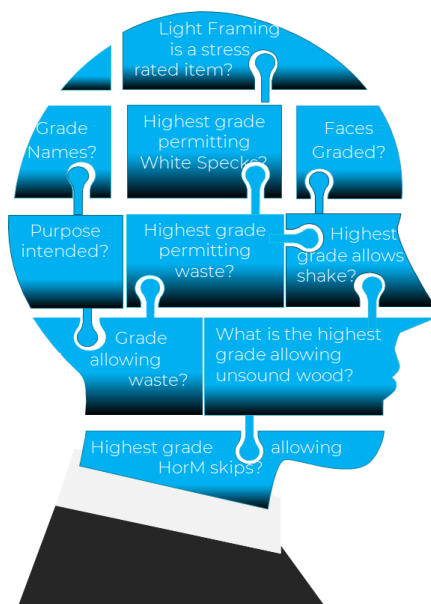 Light Framing
is a stress
rated item?
Grade
Names?
Highest grade
permitting
White Specks?
Faces
Graded?
Purpose
intended?
Highest grade
permitting
waste?
Highest
grade allows
shake?
Grade
allowing
waste?
What is the highest
grade allowing
unsound wood?
Highest grade allowing
HorM skips?